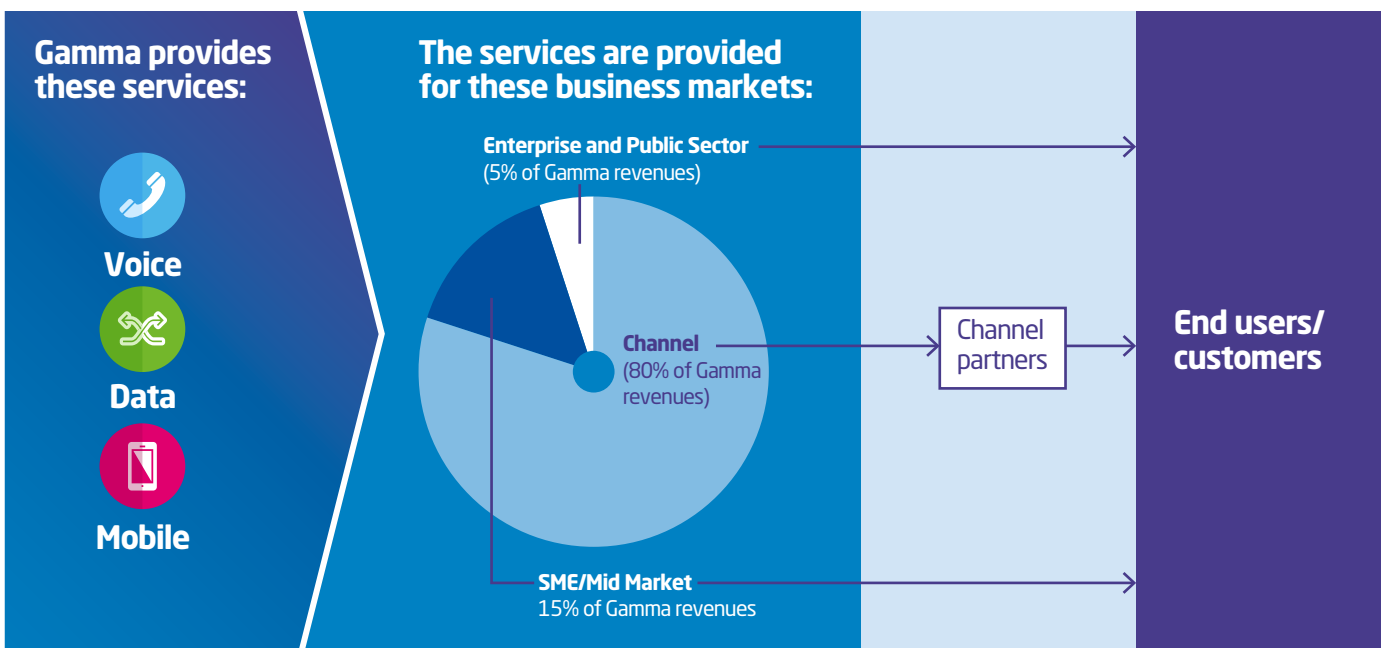 Gamma provides
these services:
Voice
Data
Mobile
The services are provided
for these business markets:
Enterprise and Public Sector
(5% of Gamma revenues)
Channel
(80% of Gamma
revenues)
SME/Mid Market
15% of Gamma revenues
Channel
partners
End users/
customers